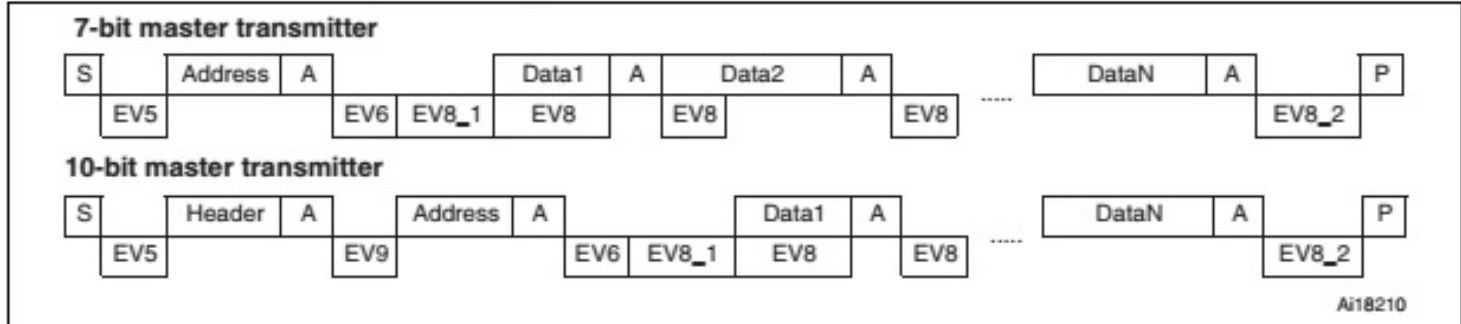 7-bit master transmitter
S Address A Data1 A Data2 A ..... DataN A P
EV5 EV6 EV8_1 EV8 EV8 EV8 EV8_2
10-bit master transmitter
S Header A Address A Data1 A ..... DataN A P
EV5 EV9 EV6 EV8_1 EV8 EV8 EV8_2
Ai18210